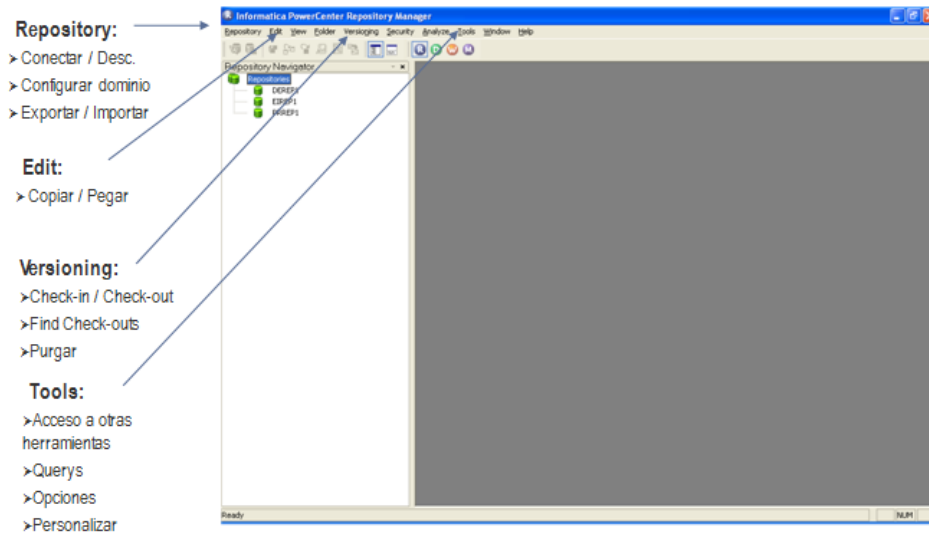 Repository:
➤ Conectar / Desc.
➤ Configurar dominio
➤ Exportar / Importar
Edit:
➤ Copiar / Pegar
Versioning:
➤Check-in / Check-out
➤Find Check-outs
➤Purgar
Tools:
➤Acceso a otras
herramientas
➤Querys
➤Opciones
➤Personalizar
Informatica PowerCenter Repository Manager
Repository Edit View Folder Versioning Security Analyze Tools Window Help
Repository Navigator
Repositories
DEREP1
EIREP1
PRREP1
Ready
NUM